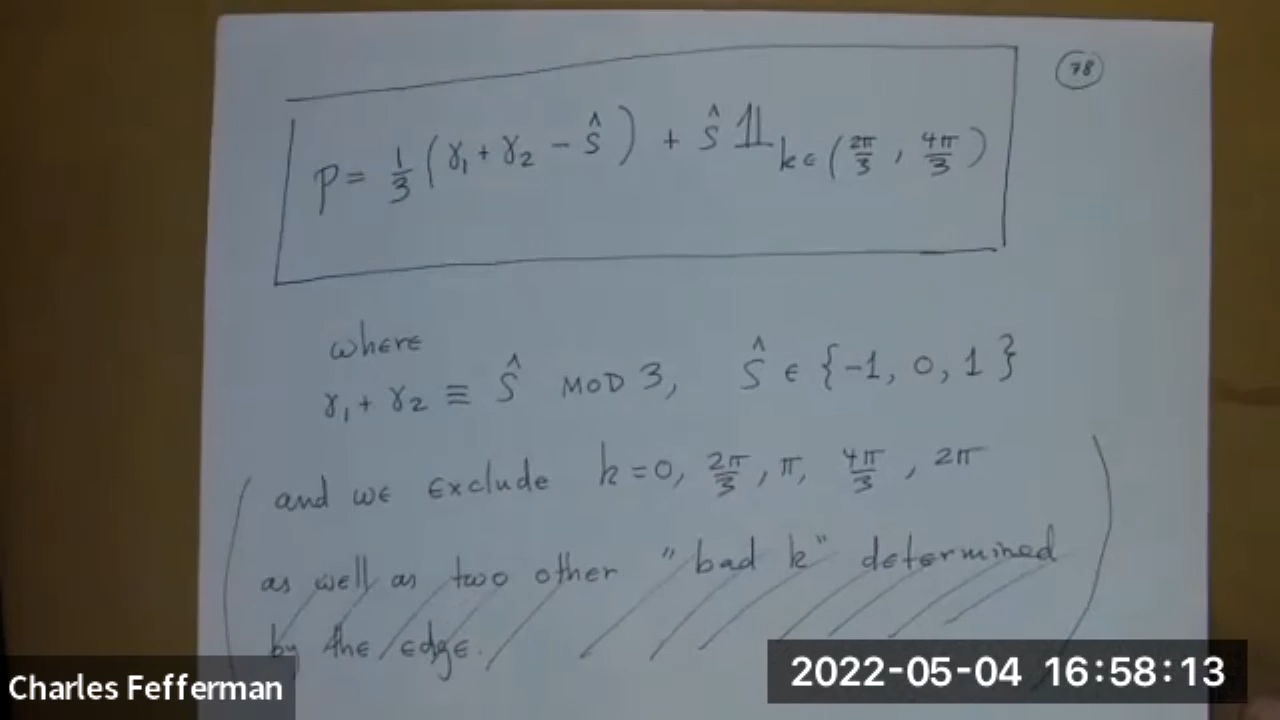 78
p = 1/3 (γ₁ + γ₂ - ŝ) + ŝ 𝟙 k ∈ (2π/3, 4π/3)
where
γ₁ + γ₂ ≡ ŝ MOD 3, ŝ ∈ {-1, 0, 1}
(and we exclude k = 0, 2π/3, π, 4π/3, 2π
as well as two other "bad k" determined
by the edge.)
Charles Fefferman
2022-05-04 16:58:13